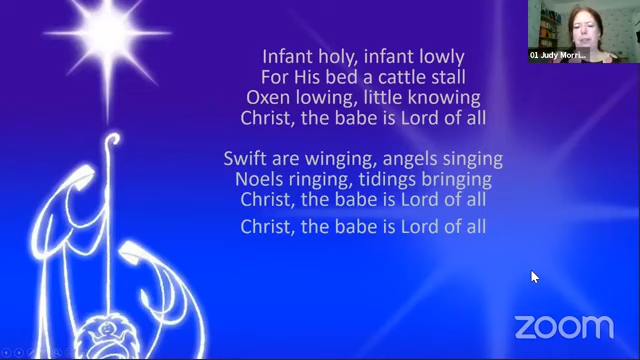 Infant holy, infant lowly
For His bed a cattle stall
Oxen lowing, little knowing
Christ, the babe is Lord of all
Swift are winging, angels singing
Noels ringing, tidings bringing
Christ, the babe is Lord of all
Christ, the babe is Lord of all
01 Judy Morri...
zoom